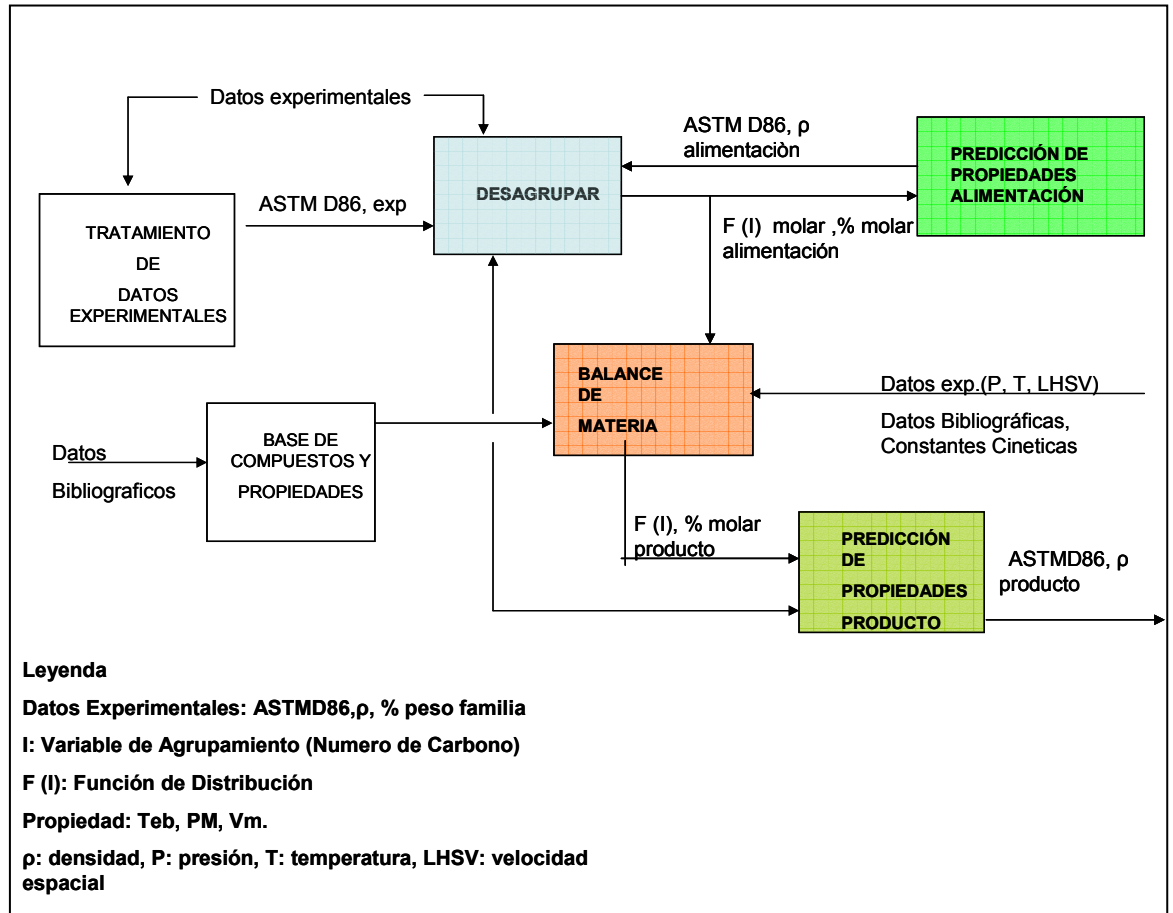 Datos experimentales
ASTM D86, ρ
alimentaciòn
PREDICCIÓN DE
PROPIEDADES
ALIMENTACIÓN
DESAGRUPAR
ASTM D86, exp
TRATAMIENTO
DE
DATOS
EXPERIMENTALES
F (I)  molar ,% molar
alimentación
BALANCE
DE
MATERIA
Datos exp.(P, T, LHSV)
Datos Bibliográficas,
Constantes Cineticas
BASE DE
COMPUESTOS Y
PROPIEDADES
Datos
Bibliograficos
F (I), % molar
producto
PREDICCIÓN
DE
PROPIEDADES
PRODUCTO
ASTMD86, ρ
producto
Leyenda
Datos Experimentales: ASTMD86,ρ, % peso familia
I: Variable de Agrupamiento (Numero de Carbono)
F (I): Función de Distribución
Propiedad: Teb, PM, Vm.
ρ: densidad, P: presión, T: temperatura, LHSV: velocidad
espacial